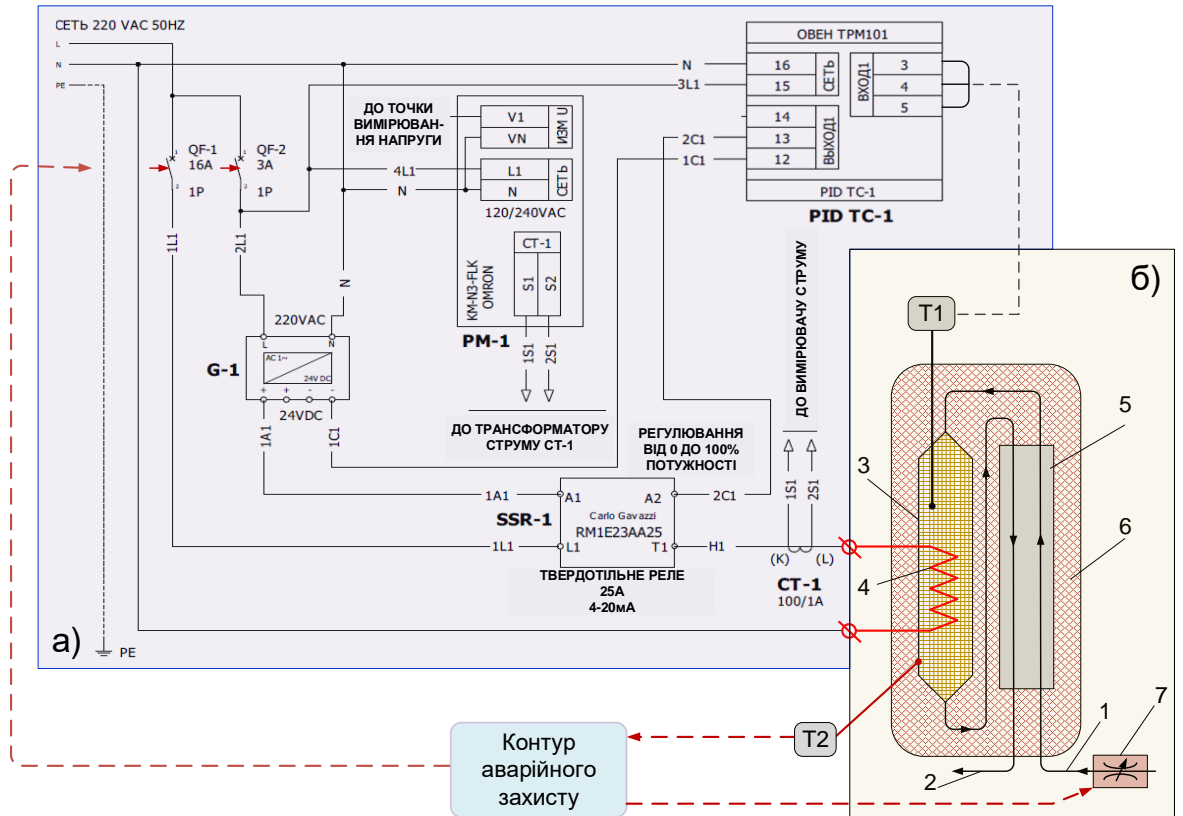 СЕТЬ 220 VAC 50HZ
L
N
PE
1
QF-1
16A
2
1P
1
QF-2
3A
2
1P
1L1
2L1
N
ДО ТОЧКИ
ВИМІРЮВАН-
НЯ НАПРУГИ
V1
VN
ИЗМ U
4L1
L1
N
N
СЕТЬ
120/240VAC
CT-1
S1
S2
KM-N3-FLK
OMRON
PM-1
1S1
2S1
ДО ТРАНСФОРМАТОРУ
СТРУМУ СТ-1
ОВЕН ТРМ101
N
16
3L1
15
СЕТЬ
14
2C1
13
1C1
12
ВЫХОД1
ВХОД1
3
4
5
PID TC-1
PID TC-1
220VAC
L
N
G-1
AC 1~
24V DC
+
+
-
-
24VDC
1A1
1C1
РЕГУЛЮВАННЯ
ВІД 0 ДО 100%
ПОТУЖНОСТІ
ДО ВИМІРЮВАЧУ СТРУМУ
1S1
2S1
1A1
A1
A2
2C1
SSR-1
Carlo Gavazzi
RM1E23AA25
1L1
L1
T1
H1
(K)
(L)
CT-1
100/1A
ТВЕРДОТІЛЬНЕ РЕЛЕ
25А
4-20мА
а)
PE
б)
T1
5
3
6
4
T2
1
7
2
Контур
аварійного
захисту